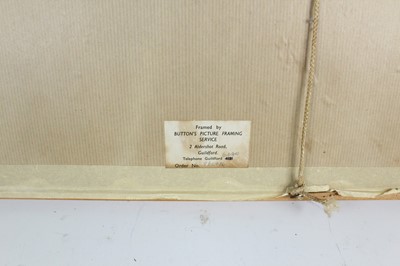 Framed by
BUTTON'S PICTURE FRAMING
SERVICE
2 Aldershot Road,
Guildford
Telephone Guildford
Order No.